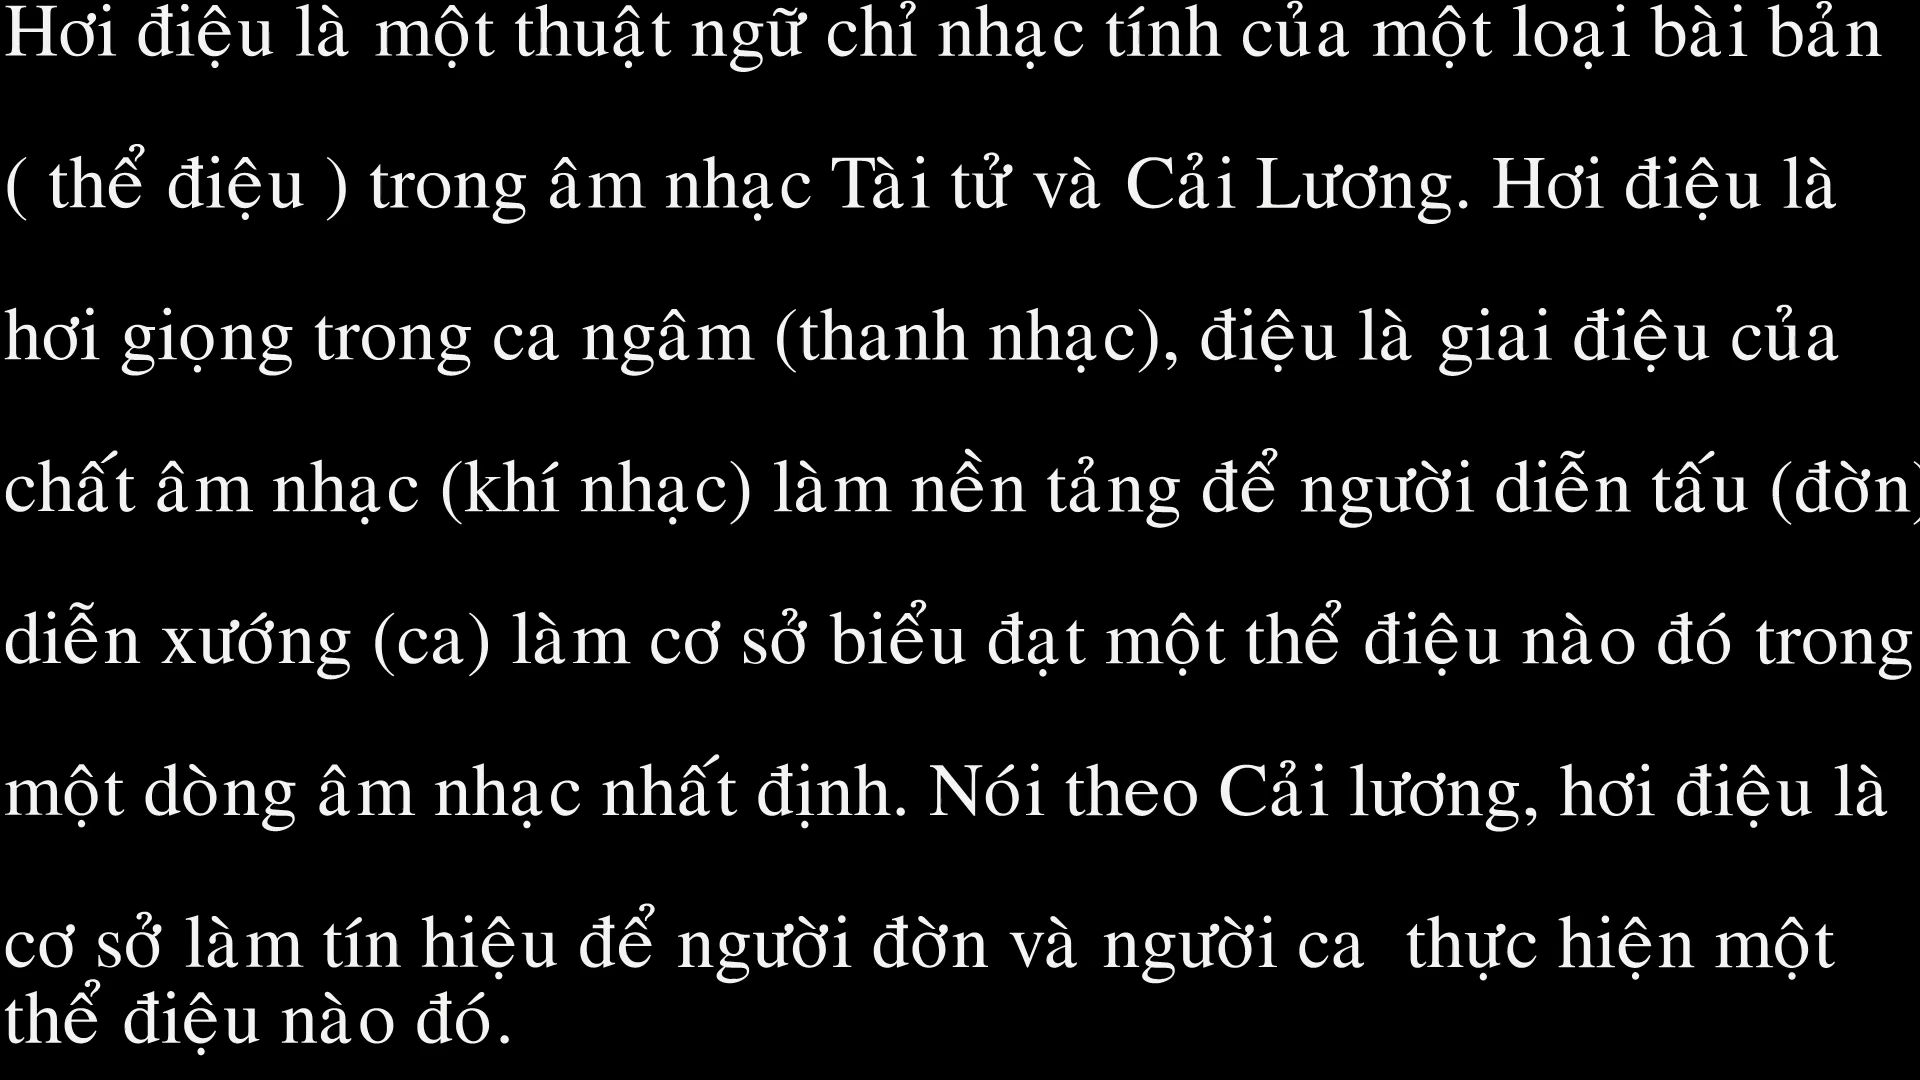 Hơi điệu là một thuật ngữ chỉ nhạc tính của một loại bài bản
( thể điệu ) trong âm nhạc Tài tử và Cải Lương. Hơi điệu là
hơi giọng trong ca ngâm (thanh nhạc), điệu là giai điệu của
chất âm nhạc (khí nhạc) làm nền tảng để người diễn tấu (đờn)
diễn xướng (ca) làm cơ sở biểu đạt một thể điệu nào đó trong
một dòng âm nhạc nhất định. Nói theo Cải lương, hơi điệu là
cơ sở làm tín hiệu để người đờn và người ca  thực hiện một
thể điệu nào đó.